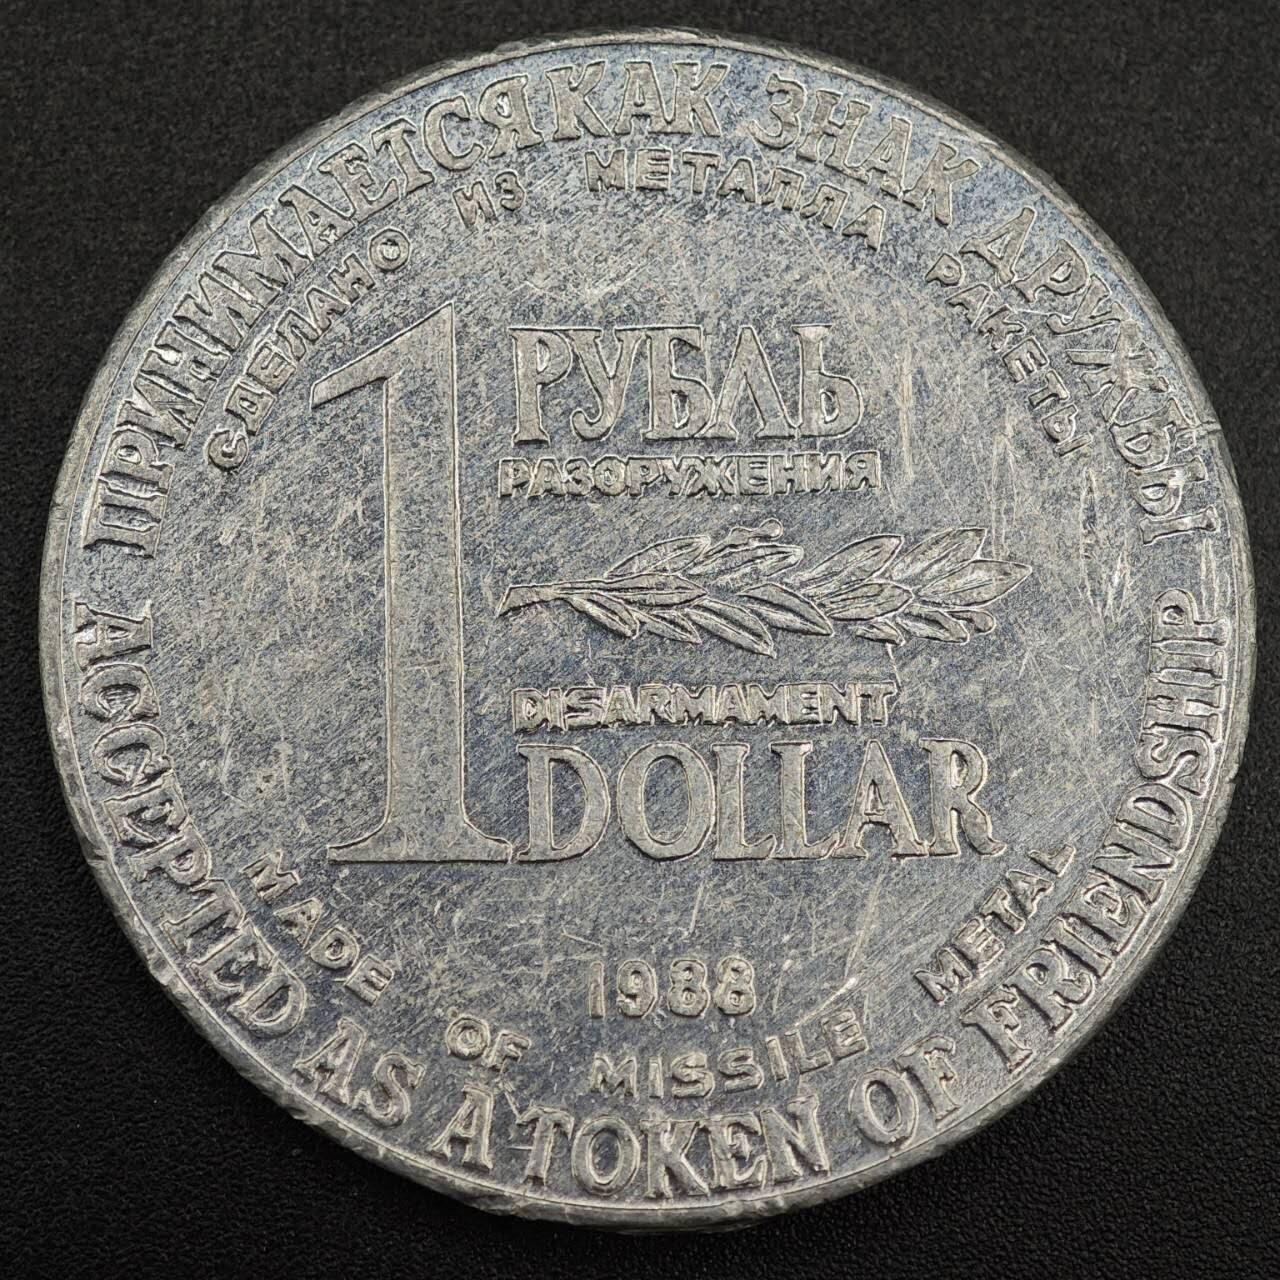 ПРИНИМАЕТСЯ КАК ЗНАК ДРУЖБЫ
СДЕЛАНО ИЗ МЕТАЛЛА РАКЕТЫ
1 РУБЛЬ
РАЗОРУЖЕНИЯ
DISARMAMENT
DOLLAR
1988
MADE OF MISSILE METAL
ACCEPTED AS A TOKEN OF FRIENDSHIP